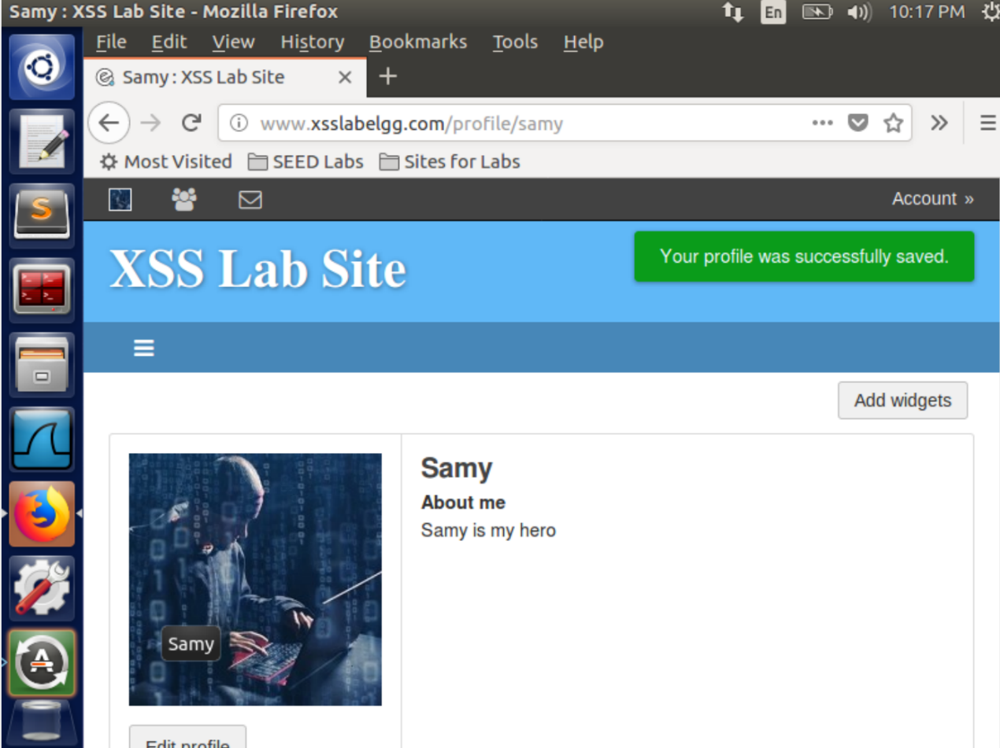 Samy : XSS Lab Site - Mozilla Firefox
En
10:17 PM
File Edit View History Bookmarks Tools Help
Samy : XSS Lab Site
www.xsslabelgg.com/profile/samy
Most Visited SEED Labs Sites for Labs
Account »
XSS Lab Site
Your profile was successfully saved.
Add widgets
Samy
About me
Samy is my hero
Samy
Edit profile